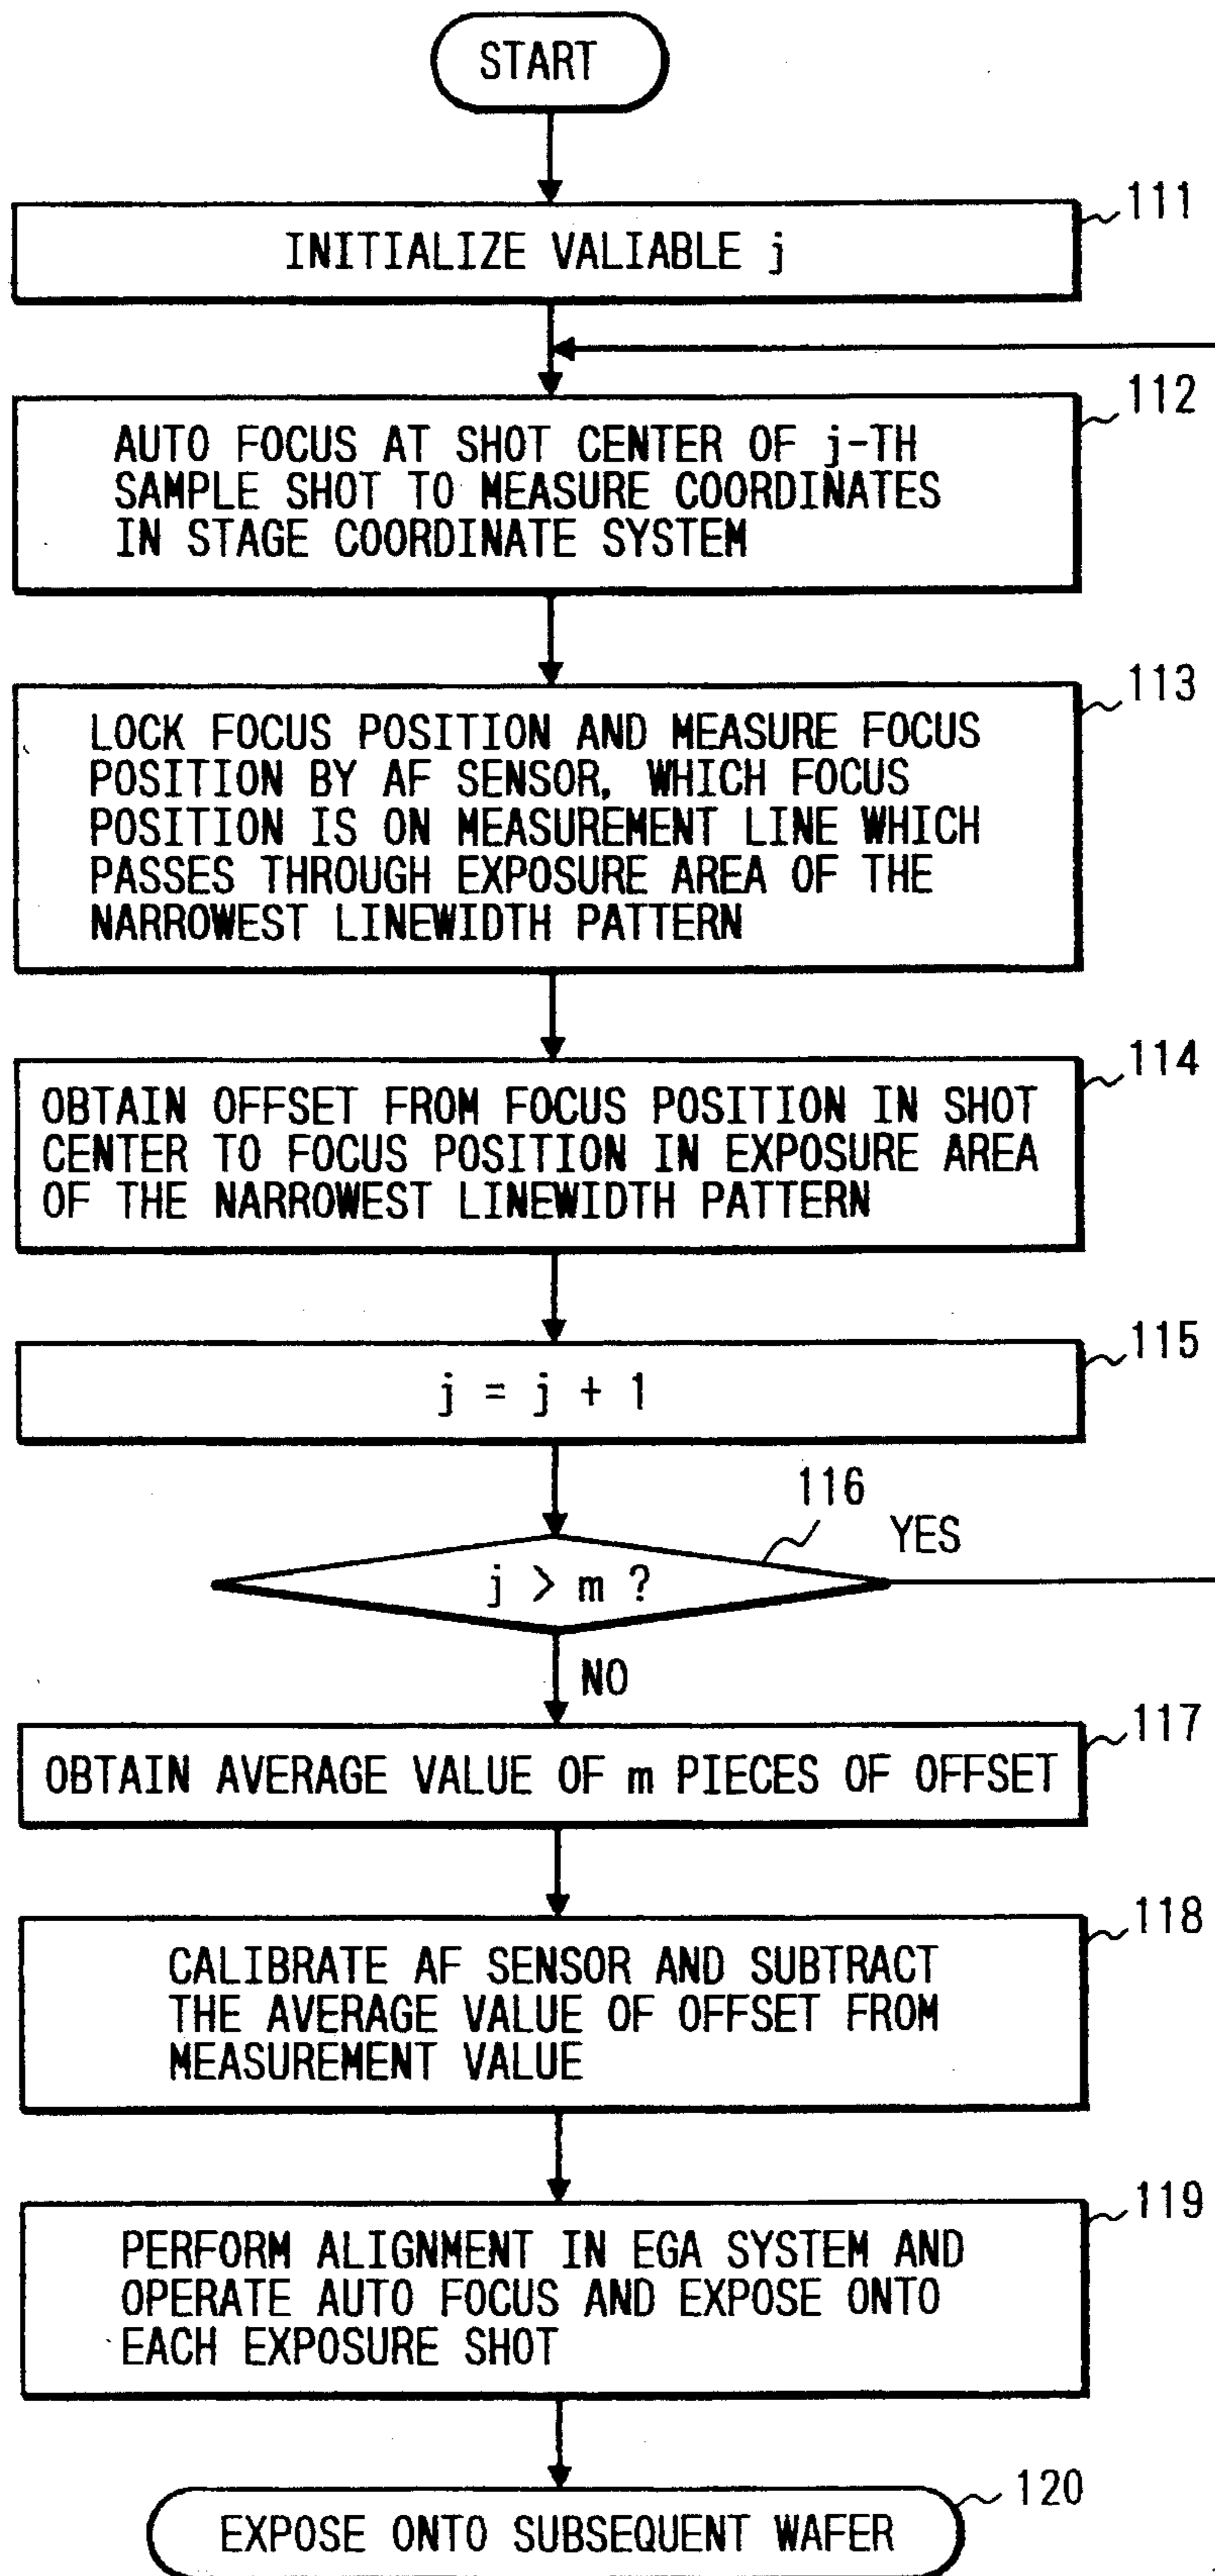 START
111
INITIALIZE VALIABLE j
112
AUTO FOCUS AT SHOT CENTER OF j-TH
SAMPLE SHOT TO MEASURE COORDINATES
IN STAGE COORDINATE SYSTEM
113
LOCK FOCUS POSITION AND MEASURE FOCUS
POSITION BY AF SENSOR, WHICH FOCUS
POSITION IS ON MEASUREMENT LINE WHICH
PASSES THROUGH EXPOSURE AREA OF THE
NARROWEST LINEWIDTH PATTERN
114
OBTAIN OFFSET FROM FOCUS POSITION IN SHOT
CENTER TO FOCUS POSITION IN EXPOSURE AREA
OF THE NARROWEST LINEWIDTH PATTERN
115
j = j + 1
116
YES
j > m ?
NO
117
OBTAIN AVERAGE VALUE OF m PIECES OF OFFSET
118
CALIBRATE AF SENSOR AND SUBTRACT
THE AVERAGE VALUE OF OFFSET FROM
MEASUREMENT VALUE
119
PERFORM ALIGNMENT IN EGA SYSTEM AND
OPERATE AUTO FOCUS AND EXPOSE ONTO
EACH EXPOSURE SHOT
120
EXPOSE ONTO SUBSEQUENT WAFER